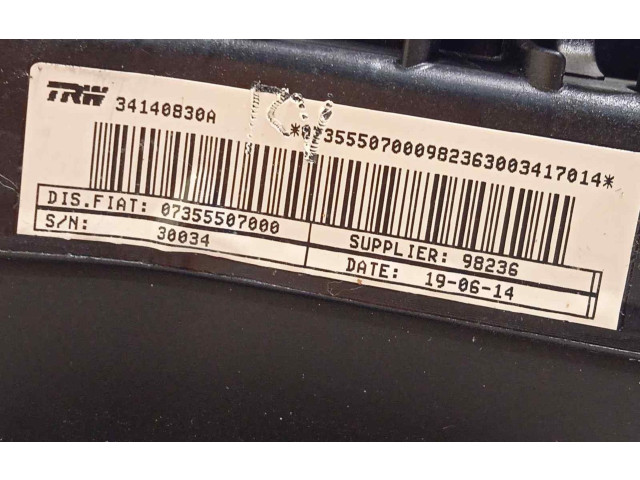 TRW
34140830A
*07355507000982363003417014*
DIS.FIAT: 07355507000
S/N: 30034
SUPPLIER: 98236
DATE: 19-06-14